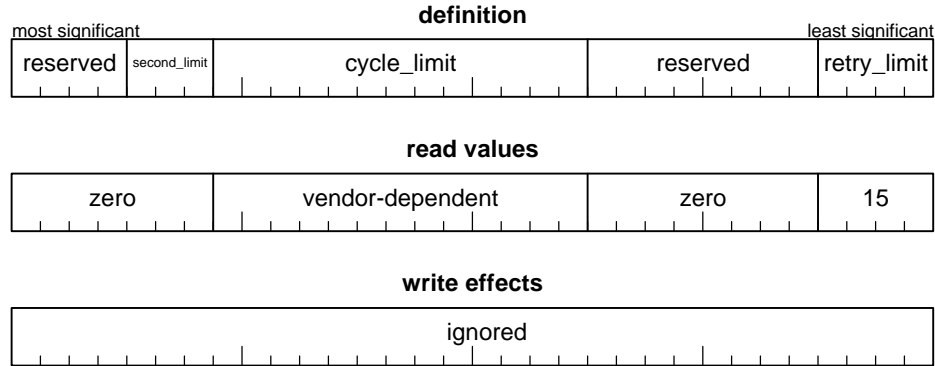 definition
most significant least significant
reserved second_limit cycle_limit reserved retry_limit
read values
zero vendor-dependent zero 15
write effects
ignored